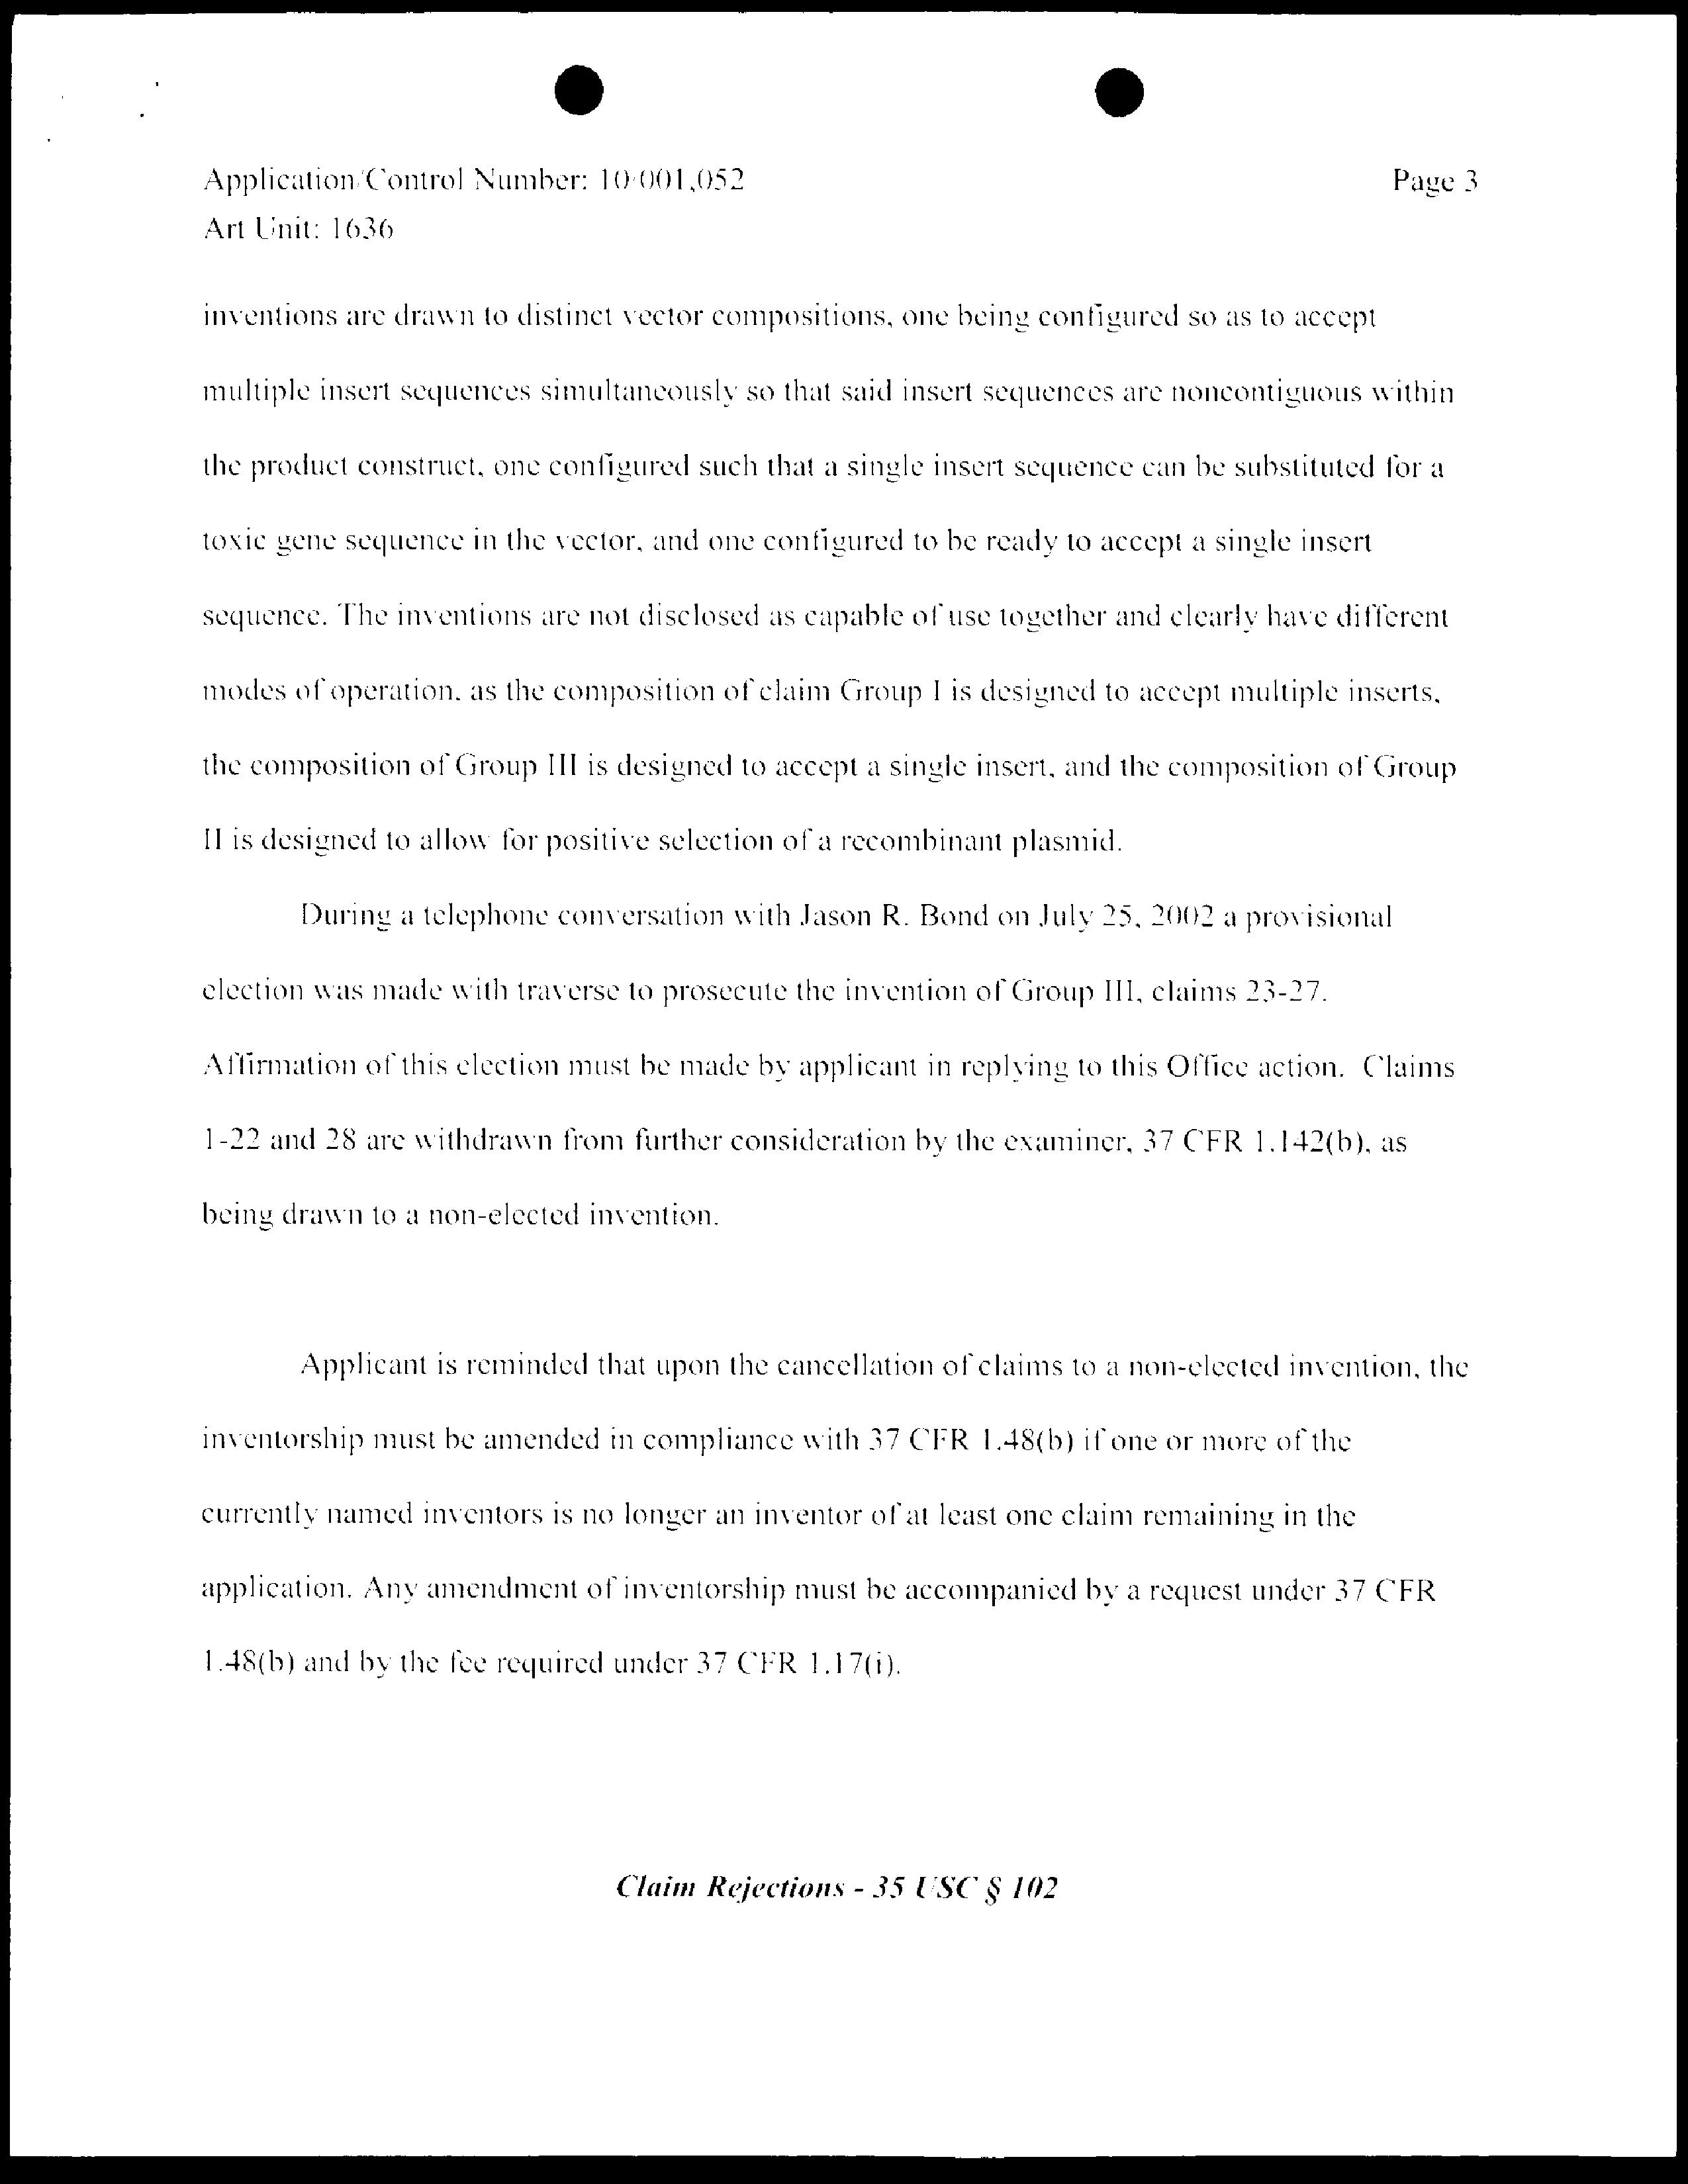 Application/Control Number: 10/001,052 Page 3
Art Unit: 1636
inventions are drawn to distinct vector compositions, one being configured so as to accept
multiple insert sequences simultaneously so that said insert sequences are noncontiguous within
the product construct, one configured such that a single insert sequence can be substituted for a
toxic gene sequence in the vector, and one configured to be ready to accept a single insert
sequence. The inventions are not disclosed as capable of use together and clearly have different
modes of operation, as the composition of claim Group I is designed to accept multiple inserts,
the composition of Group III is designed to accept a single insert, and the composition of Group
II is designed to allow for positive selection of a recombinant plasmid.
During a telephone conversation with Jason R. Bond on July 25, 2002 a provisional
election was made with traverse to prosecute the invention of Group III, claims 23-27.
Affirmation of this election must be made by applicant in replying to this Office action. Claims
1-22 and 28 are withdrawn from further consideration by the examiner, 37 CFR 1.142(b), as
being drawn to a non-elected invention.
Applicant is reminded that upon the cancellation of claims to a non-elected invention, the
inventorship must be amended in compliance with 37 CFR 1.48(b) if one or more of the
currently named inventors is no longer an inventor of at least one claim remaining in the
application. Any amendment of inventorship must be accompanied by a request under 37 CFR
1.48(b) and by the fee required under 37 CFR 1.17(i).
Claim Rejections - 35 USC § 102